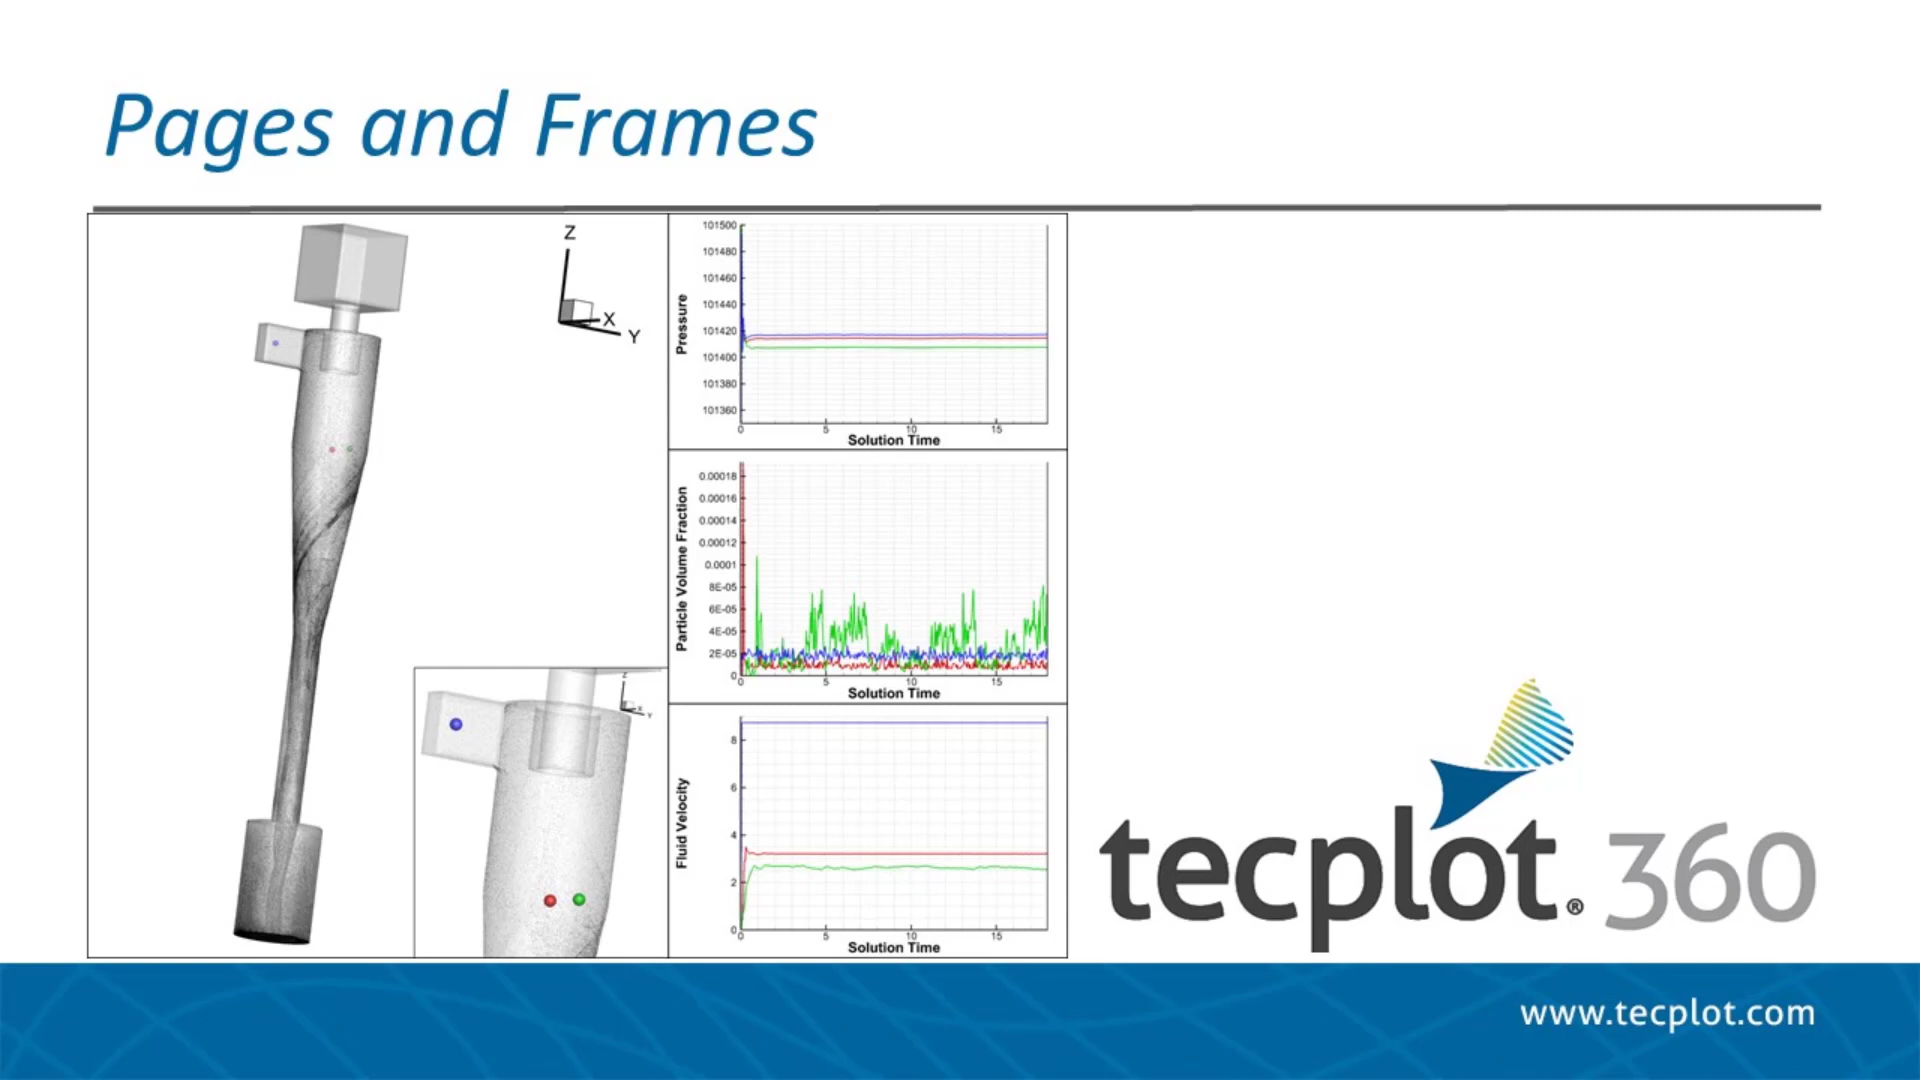 Pages and Frames
Z
X
Y
Z
X
Y
101500
101480
101460
101440
101420
101400
101380
101360
Pressure
0 5 10 15
Solution Time
0.00018
0.00016
0.00014
0.00012
0.0001
8E-05
6E-05
4E-05
2E-05
0
Particle Volume Fraction
0 5 10 15
Solution Time
8
6
4
2
0
Fluid Velocity
0 5 10 15
Solution Time
tecplot® 360
www.tecplot.com